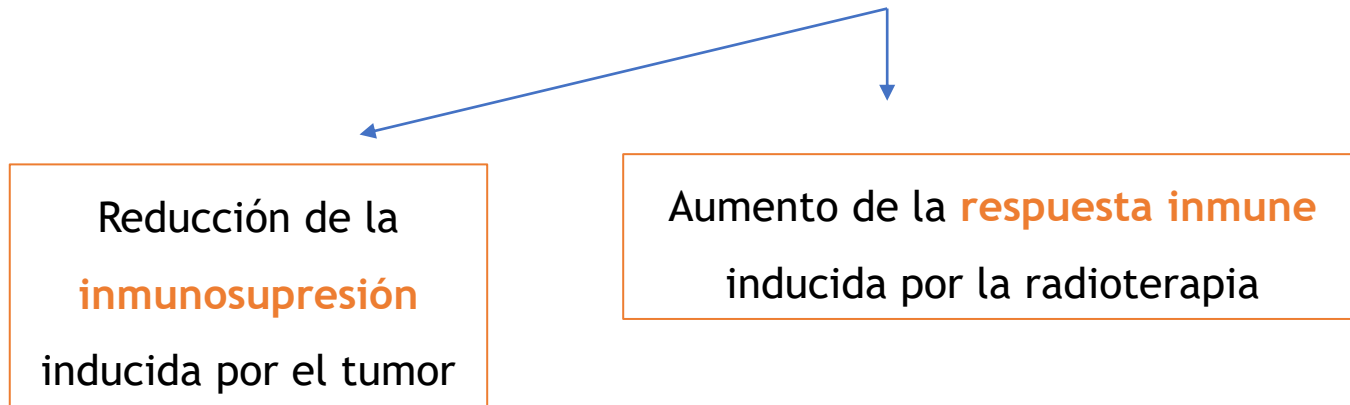 Reducción de la
inmunosupresión
inducida por el tumor
Aumento de la respuesta inmune
inducida por la radioterapia